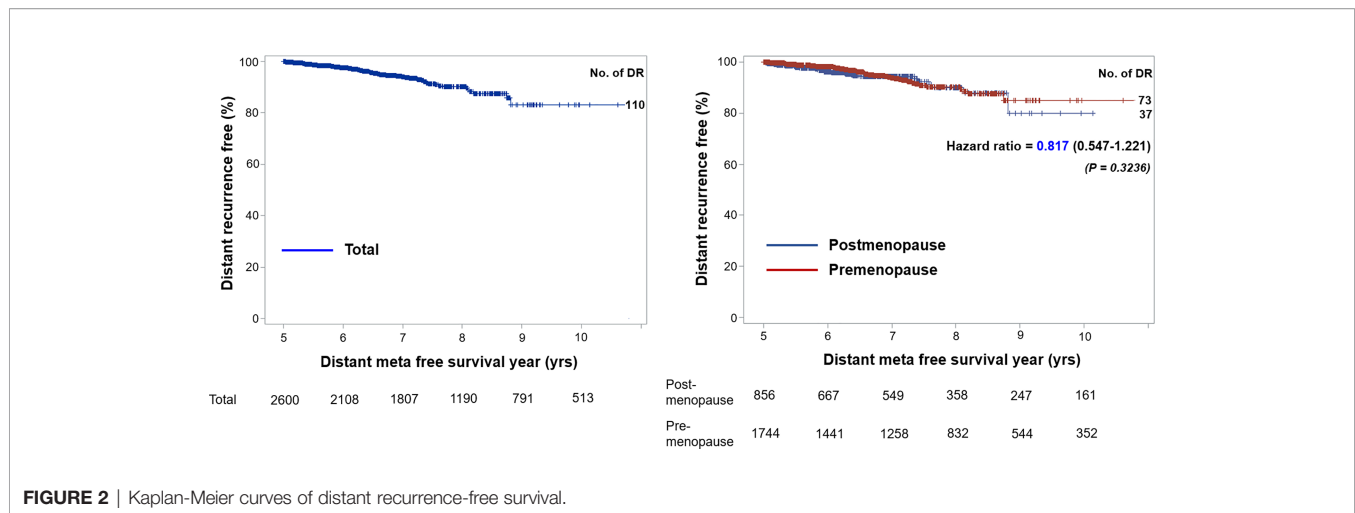 No. of DR
100
80
60
40
20
0
110
Distant recurrence free (%)
Total
5 6 7 8 9 10
Distant meta free survival year (yrs)
Total 2600 2108 1807 1190 791 513
No. of DR
100
80
60
40
20
0
73
37
Hazard ratio = 0.817 (0.547-1.221)
(P = 0.3236)
Distant recurrence free (%)
Postmenopause
Premenopause
5 6 7 8 9 10
Distant meta free survival year (yrs)
Post-
menopause 856 667 549 358 247 161
Pre-
menopause 1744 1441 1258 832 544 352
FIGURE 2 | Kaplan-Meier curves of distant recurrence-free survival.